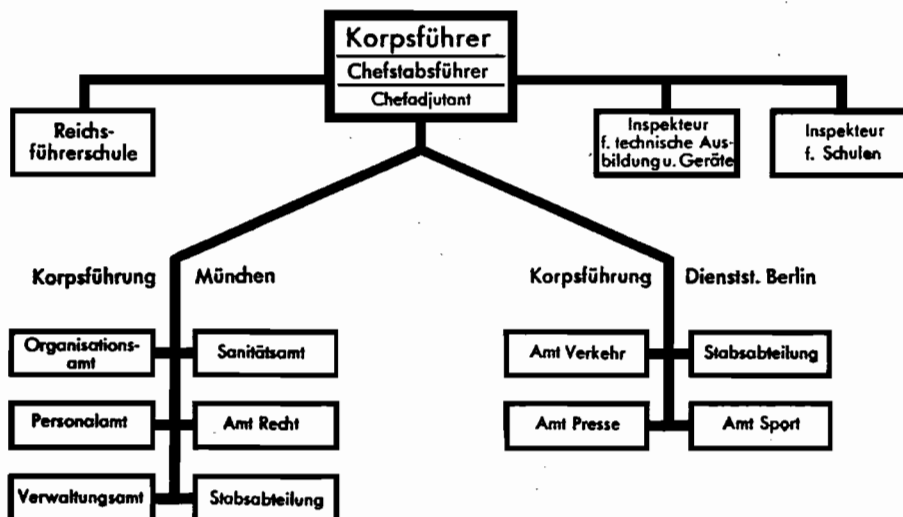 Korpsführer
Chefstabsführer
Chefadjutant
Reichs-
führerschule
Inspekteur
f. technische Aus-
bildung u. Geräte
Inspekteur
f. Schulen
Korpsführung München
Korpsführung Dienstst. Berlin
Organisations-
amt
Sanitätsamt
Amt Verkehr
Stabsabteilung
Personalamt
Amt Recht
Amt Presse
Amt Sport
Verwaltungsamt
Stabsabteilung